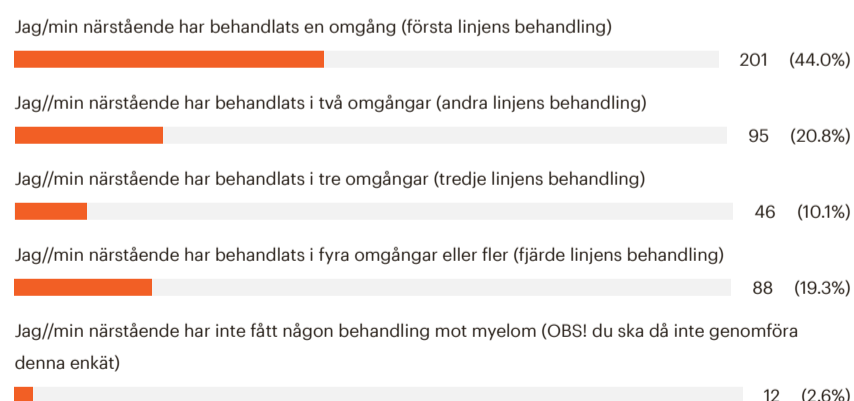 Jag/min närstående har behandlats en omgång (första linjens behandling)
201 (44.0%)
Jag//min närstående har behandlats i två omgångar (andra linjens behandling)
95 (20.8%)
Jag//min närstående har behandlats i tre omgångar (tredje linjens behandling)
46 (10.1%)
Jag//min närstående har behandlats i fyra omgångar eller fler (fjärde linjens behandling)
88 (19.3%)
Jag//min närstående har inte fått någon behandling mot myelom (OBS! du ska då inte genomföra
denna enkät)
12 (2.6%)